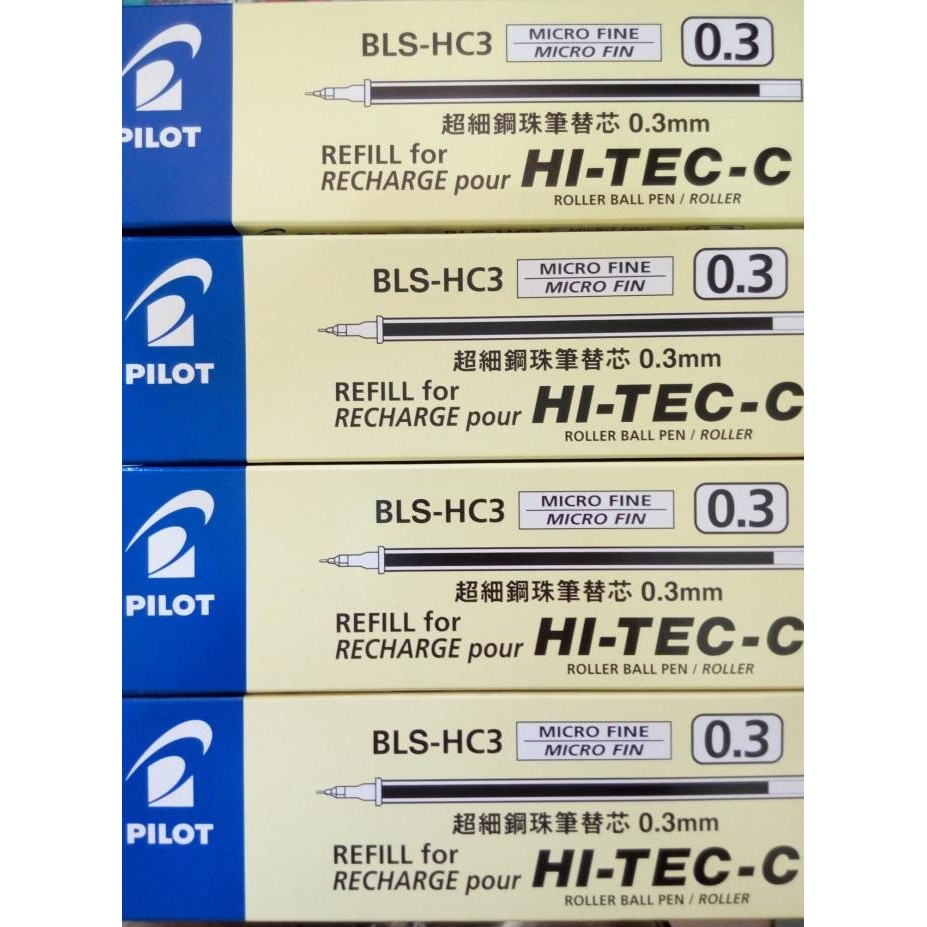 BLS-HC3 MICRO FINE 0.3
MICRO FIN
PILOT
超細鋼珠筆替芯 0.3mm
REFILL for HI-TEC-C
RECHARGE pour
ROLLER BALL PEN / ROLLER
BLS-HC3 MICRO FINE 0.3
MICRO FIN
PILOT
超細鋼珠筆替芯 0.3mm
REFILL for HI-TEC-C
RECHARGE pour
ROLLER BALL PEN / ROLLER
BLS-HC3 MICRO FINE 0.3
MICRO FIN
PILOT
超細鋼珠筆替芯 0.3mm
REFILL for HI-TEC-C
RECHARGE pour
ROLLER BALL PEN / ROLLER
BLS-HC3 MICRO FINE 0.3
MICRO FIN
PILOT
超細鋼珠筆替芯 0.3mm
REFILL for HI-TEC-C
RECHARGE pour
ROLLER BALL PEN / ROLLER